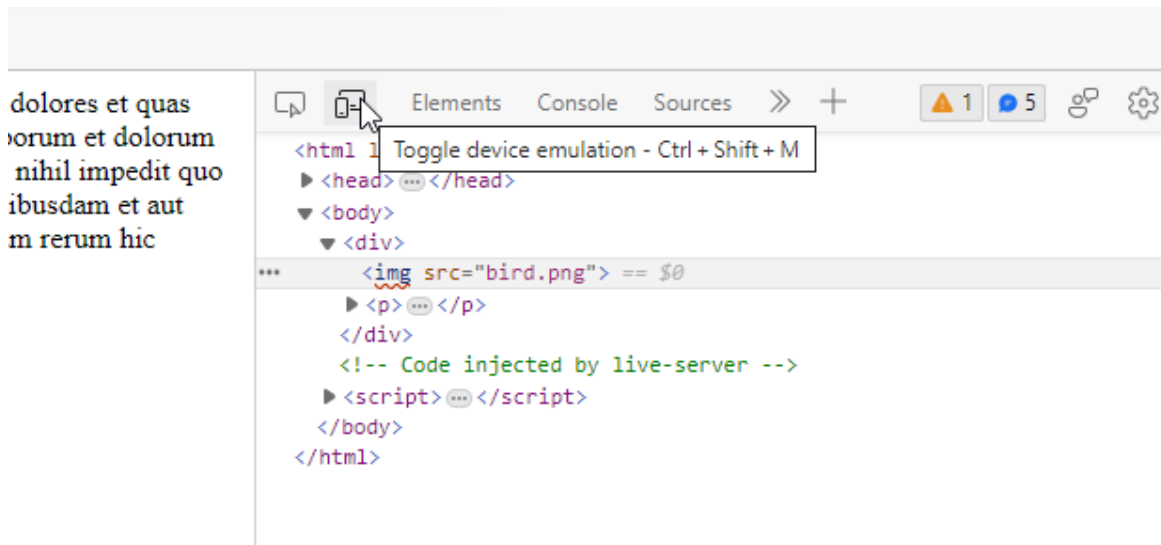 dolores et quas
orum et dolorum
nihil impedit quo
ibusdam et aut
m rerum hic
Elements Console Sources 1 5
Toggle device emulation - Ctrl + Shift + M
<html l
<head>…</head>
<body>
<div>
<img src="bird.png"> == $0
<p>…</p>
</div>
<!-- Code injected by live-server -->
<script>…</script>
</body>
</html>